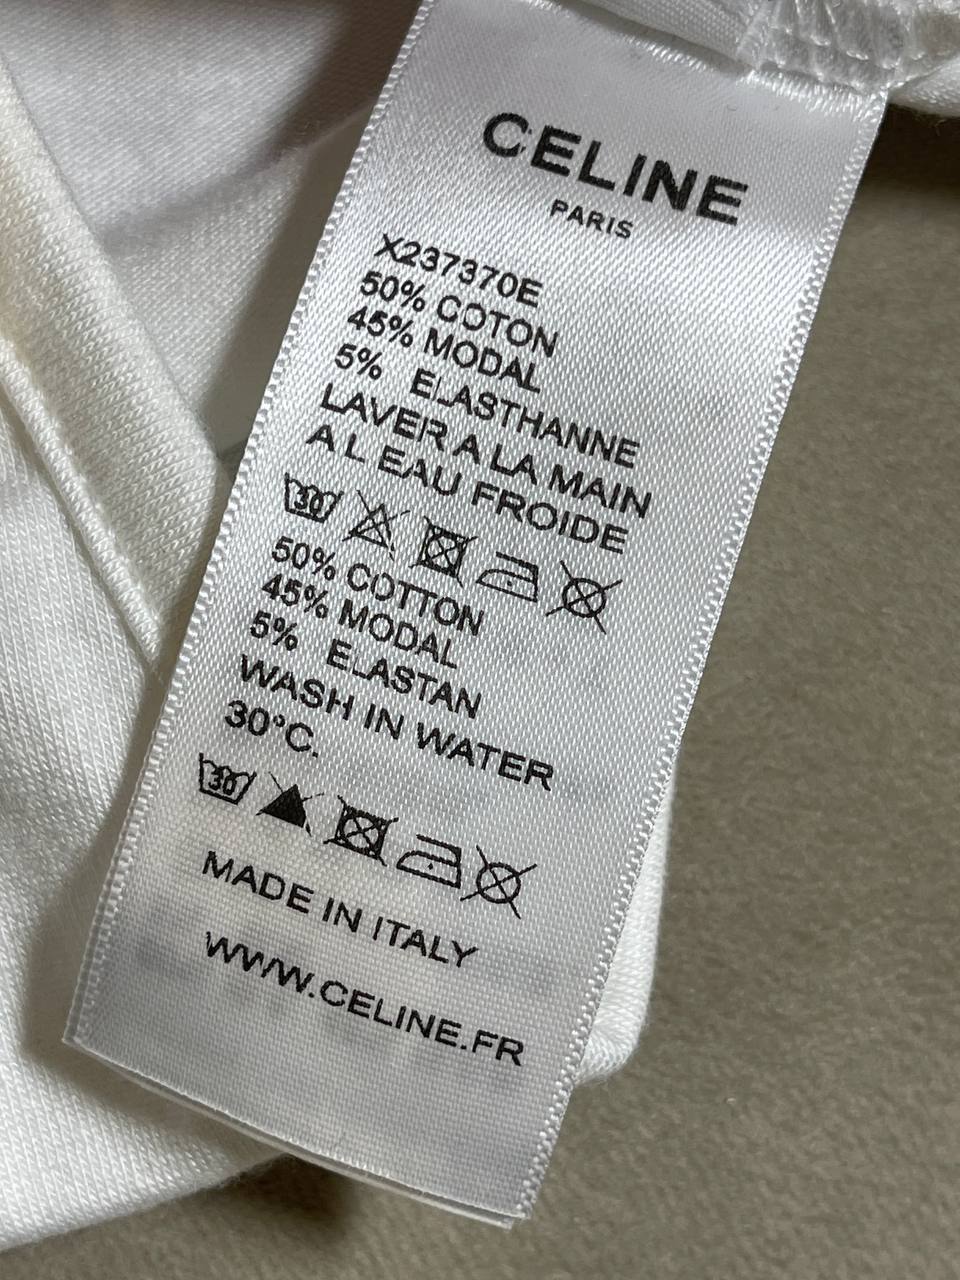 CELINE
PARIS
X237370E
50% COTON
45% MODAL
5% ELASTHANNE
LAVER A LA MAIN
A L EAU FROIDE
30
50% COTTON
45% MODAL
5% ELASTAN
WASH IN WATER
30°C.
30
MADE IN ITALY
WWW.CELINE.FR